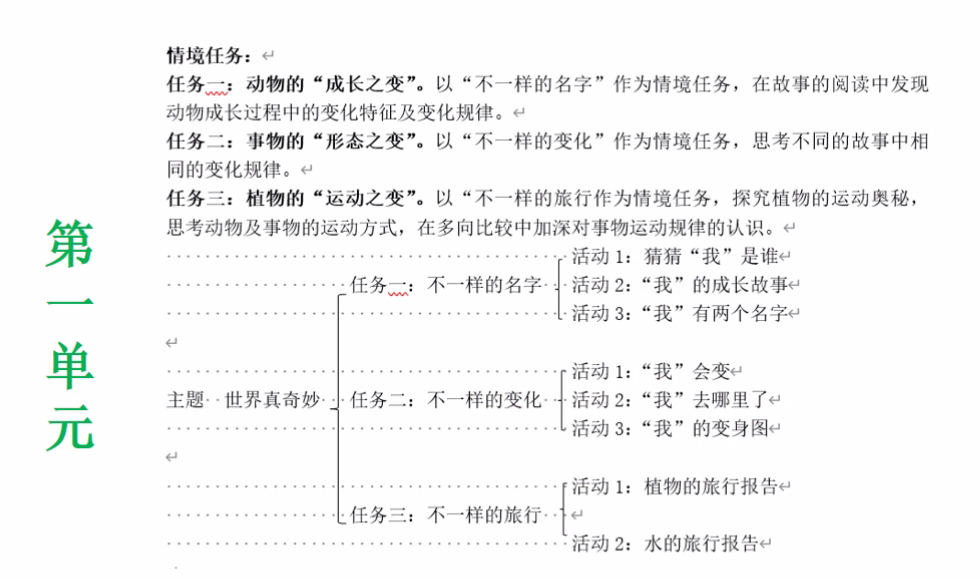 情境任务：
任务一：动物的“成长之变”。以“不一样的名字”作为情境任务，在故事的阅读中发现
动物成长过程中的变化特征及变化规律。
任务二：事物的“形态之变”。以“不一样的变化”作为情境任务，思考不同的故事中相
同的变化规律。
任务三：植物的“运动之变”。以“不一样的旅行作为情境任务，探究植物的运动奥秘，
思考动物及事物的运动方式，在多向比较中加深对事物运动规律的认识。
第一单元
主题 世界真奇妙
任务一：不一样的名字
活动 1：猜猜“我”是谁
活动 2：“我”的成长故事
活动 3：“我”有两个名字
任务二：不一样的变化
活动 1：“我”会变
活动 2：“我”去哪里了
活动 3：“我”的变身图
任务三：不一样的旅行
活动 1：植物的旅行报告
活动 2：水的旅行报告